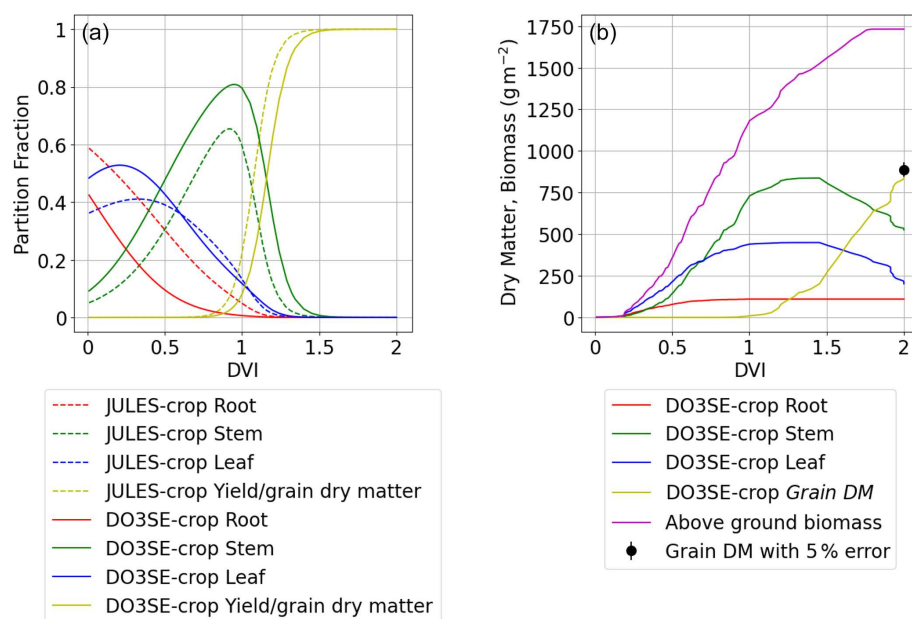 (a)
Partition Fraction
1
0.8
0.6
0.4
0.2
0
0
0.5
1
1.5
2
DVI
JULES-crop Root
JULES-crop Stem
JULES-crop Leaf
JULES-crop Yield/grain dry matter
DO3SE-crop Root
DO3SE-crop Stem
DO3SE-crop Leaf
DO3SE-crop Yield/grain dry matter
(b)
Dry Matter, Biomass (g m⁻²)
1750
1500
1250
1000
750
500
250
0
0
0.5
1
1.5
2
DVI
DO3SE-crop Root
DO3SE-crop Stem
DO3SE-crop Leaf
DO3SE-crop Grain DM
Above ground biomass
Grain DM with 5 % error